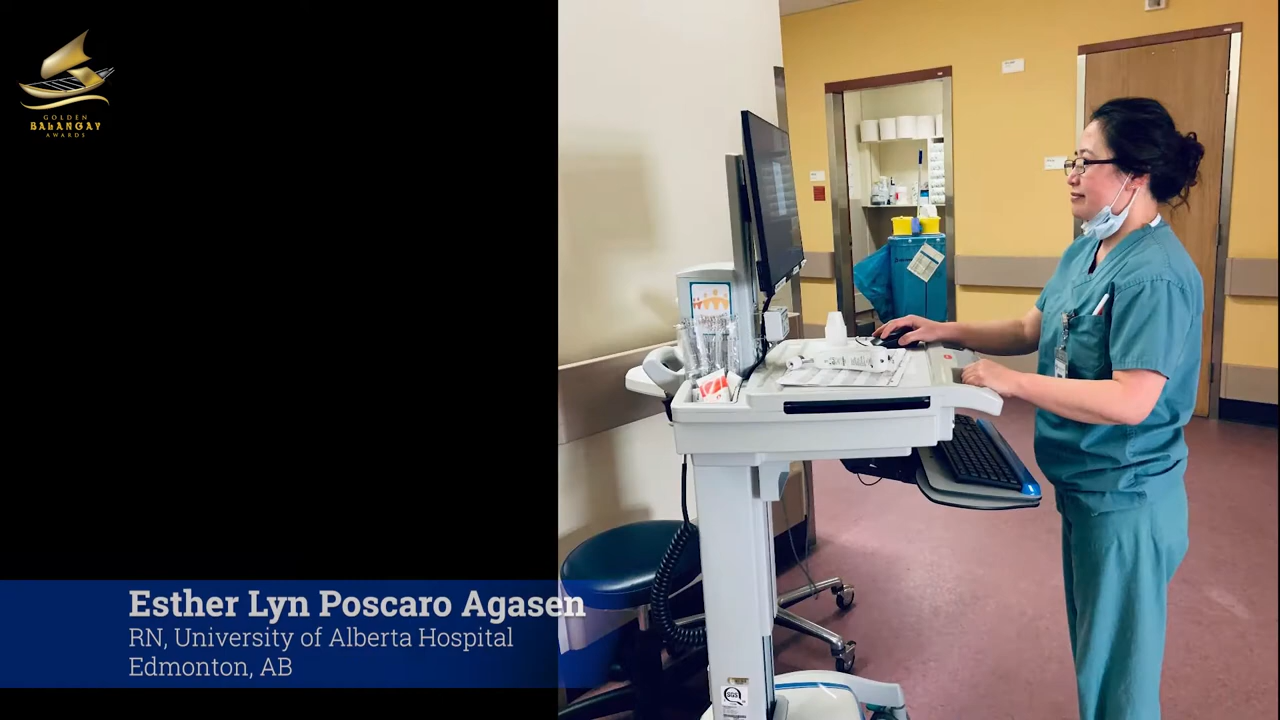 GOLDEN
BALANGAY
AWARDS
Esther Lyn Poscaro Agasen
RN, University of Alberta Hospital
Edmonton, AB